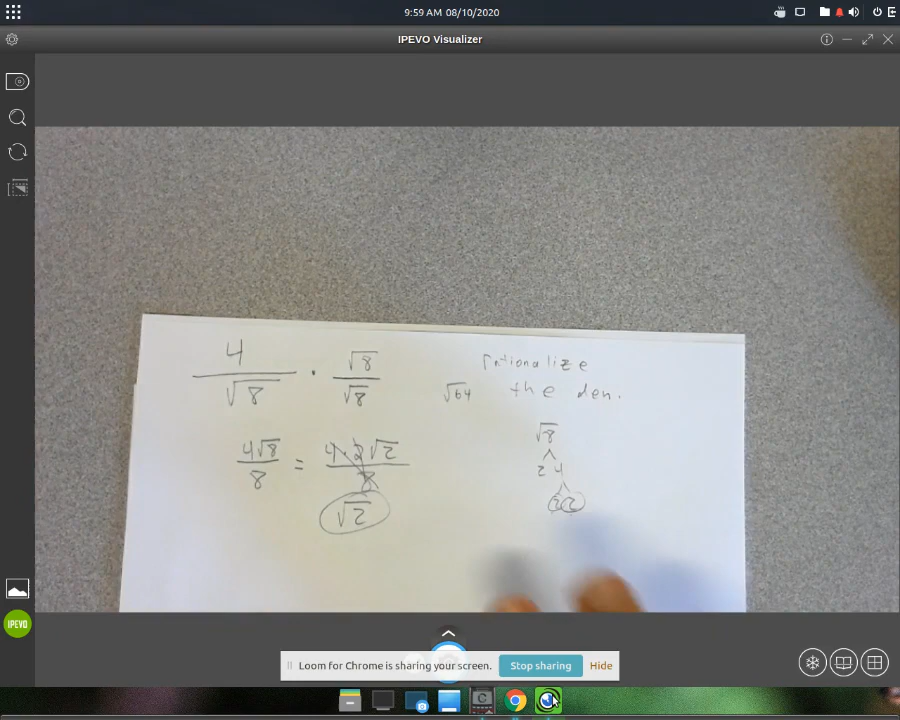 9:59 AM 08/10/2020
IPEVO Visualizer
4/√8 · √8/√8
√64
rationalize
the den.
4√8/8 = 4·2√2/8
√2
√8
2 4
2 2
IPEVO
Loom for Chrome is sharing your screen.
Stop sharing
Hide